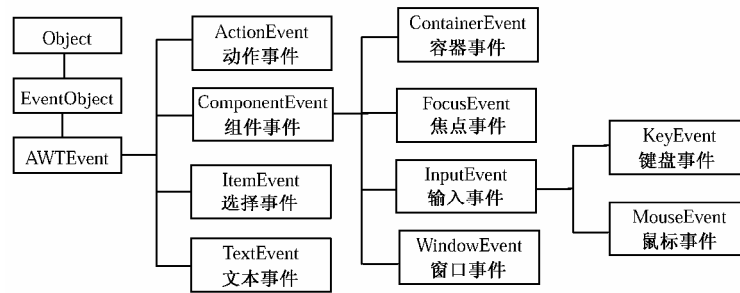 Object
EventObject
AWTEvent
ActionEvent
动作事件
ComponentEvent
组件事件
ItemEvent
选择事件
TextEvent
文本事件
ContainerEvent
容器事件
FocusEvent
焦点事件
InputEvent
输入事件
WindowEvent
窗口事件
KeyEvent
键盘事件
MouseEvent
鼠标事件